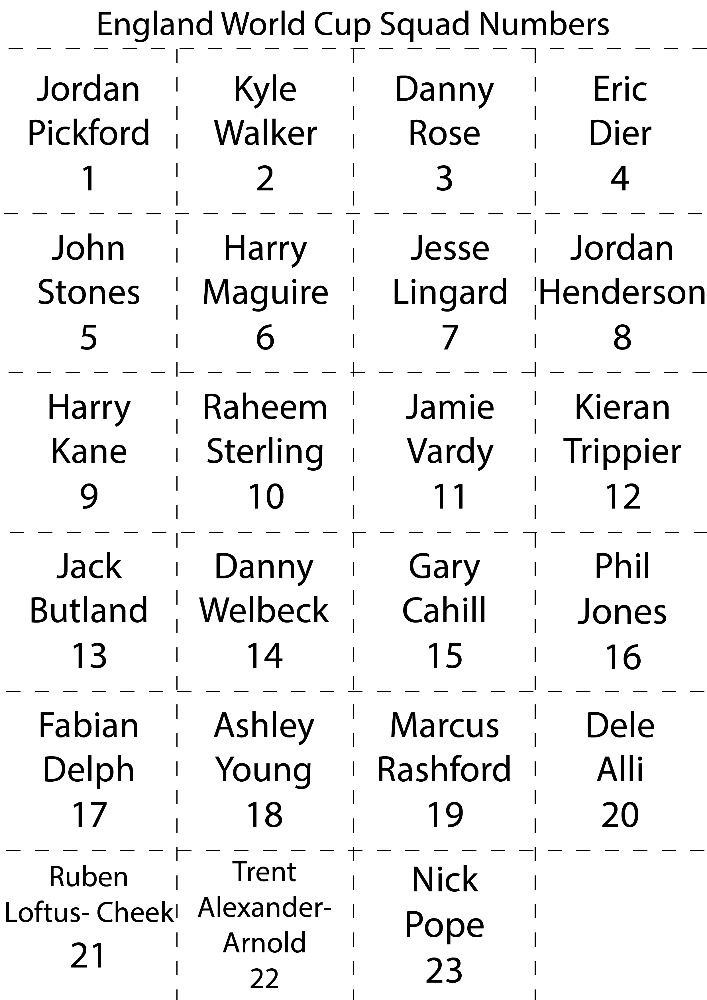 England World Cup Squad Numbers
Jordan
Pickford
1
Kyle
Walker
2
Danny
Rose
3
Eric
Dier
4
John
Stones
5
Harry
Maguire
6
Jesse
Lingard
7
Jordan
Henderson
8
Harry
Kane
9
Raheem
Sterling
10
Jamie
Vardy
11
Kieran
Trippier
12
Jack
Butland
13
Danny
Welbeck
14
Gary
Cahill
15
Phil
Jones
16
Fabian
Delph
17
Ashley
Young
18
Marcus
Rashford
19
Dele
Alli
20
Ruben
Loftus- Cheek
21
Trent
Alexander-
Arnold
22
Nick
Pope
23